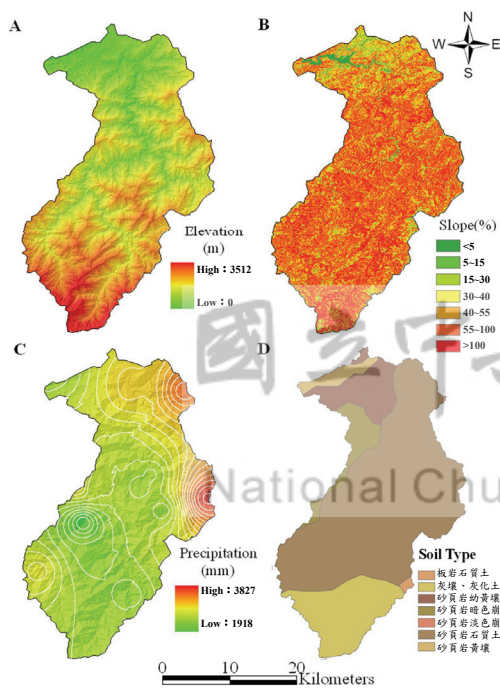 A
B
N
W E
S
Elevation
(m)
High：3512
Low：0
Slope(%)
<5
5~15
15~30
30~40
40~55
55~100
>100
國立中
C
D
National Chu
Precipitation
(mm)
High：3827
Low：1918
Soil Type
板岩石質土
灰壤、灰化土
砂頁岩幼黃壤
砂頁岩暗色崩
砂頁岩淡色崩
砂頁岩石質土
砂頁岩黃壤
0 10 20
Kilometers